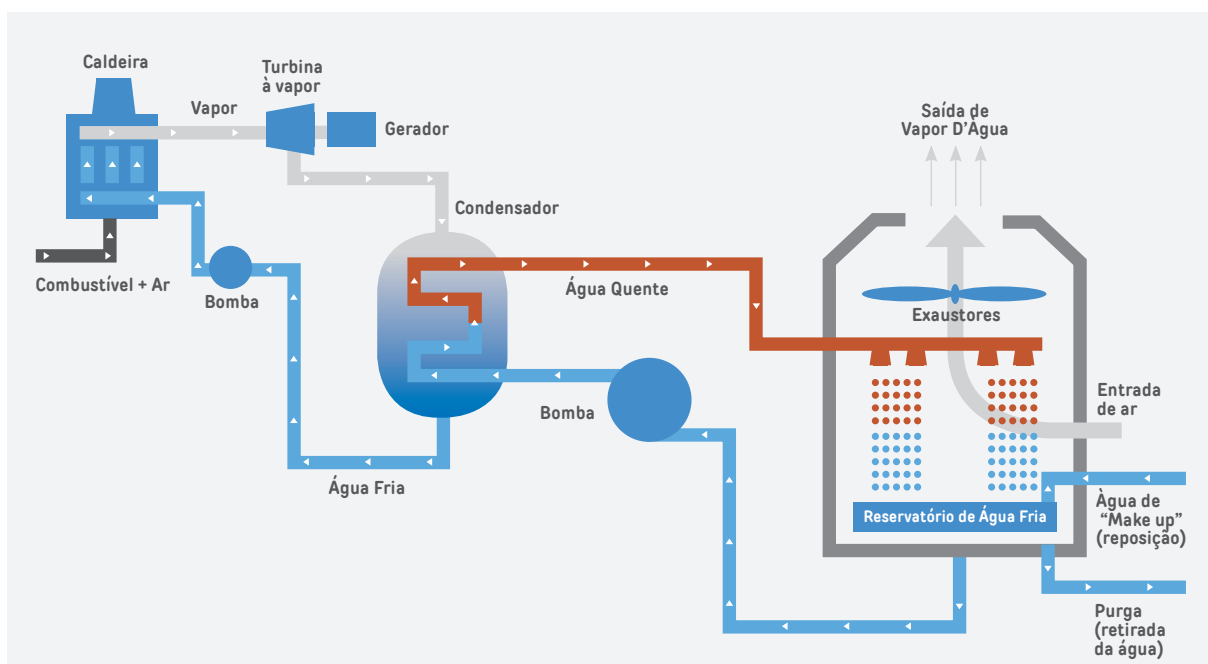 Caldeira
Vapor
Turbina
à vapor
Gerador
Saída de
Vapor D'Àgua
Condensador
Combustível + Ar
Bomba
Água Quente
Exaustores
Bomba
Entrada
de ar
Água Fria
Reservatório de Água Fria
Àgua de
“Make up”
(reposição)
Purga
(retirada
da água)